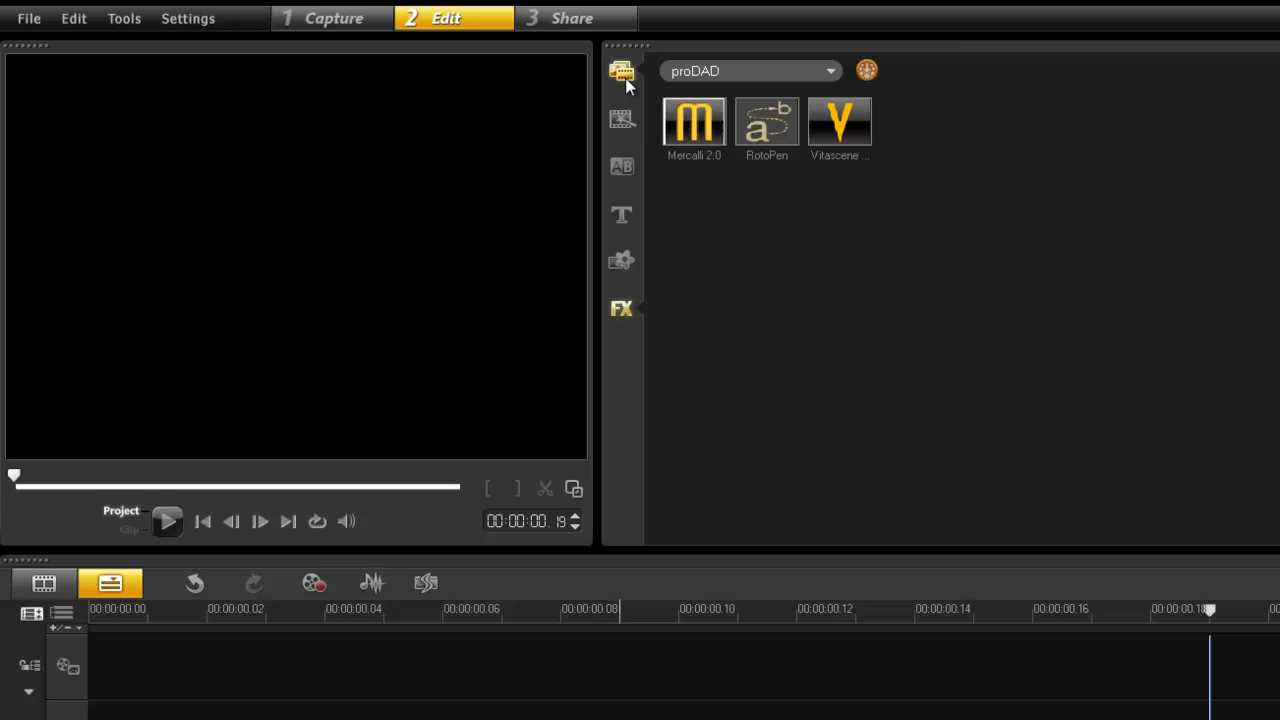 File Edit Tools Settings 1 Capture 2 Edit 3 Share
proDAD
Mercalli 2.0 RotoPen Vitascene ...
AB
T
FX
Project
Clip
00:00:00. 19
00:00:00.00 00:00:00.02 00:00:00.04 00:00:00.06 00:00:00.08 00:00:00.10 00:00:00.12 00:00:00.14 00:00:00.16 00:00:00.18